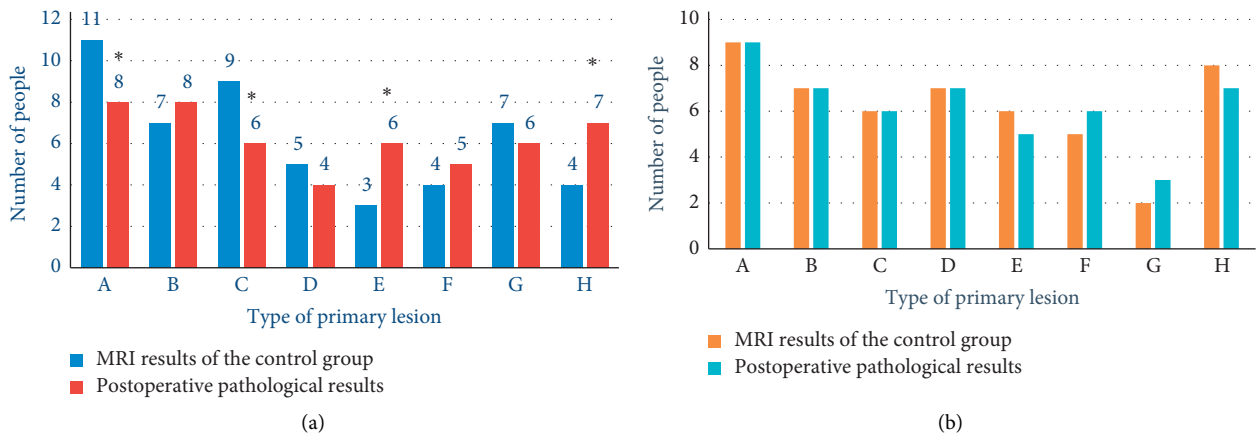 12
10
8
6
4
2
0
Number of people
11
*
8
7
8
9
*
6
5
4
3
*
6
4
5
7
6
4
*
7
A B C D E F G H
Type of primary lesion
MRI results of the control group
Postoperative pathological results
(a)
10
8
6
4
2
0
Number of people
A B C D E F G H
Type of primary lesion
MRI results of the control group
Postoperative pathological results
(b)